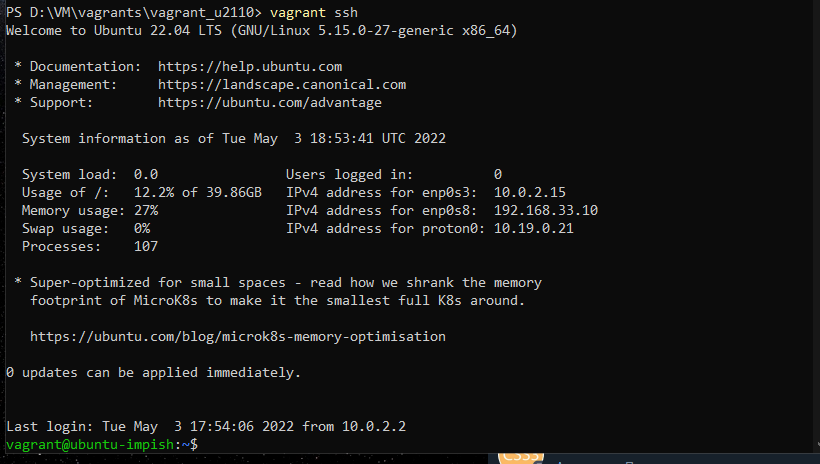 PS D:\VM\vagrants\vagrant_u2110> vagrant ssh
Welcome to Ubuntu 22.04 LTS (GNU/Linux 5.15.0-27-generic x86_64)

 * Documentation:  https://help.ubuntu.com
 * Management:     https://landscape.canonical.com
 * Support:        https://ubuntu.com/advantage

  System information as of Tue May  3 18:53:41 UTC 2022

  System load:  0.0                Users logged in:          0
  Usage of /:   12.2% of 39.86GB   IPv4 address for enp0s3:  10.0.2.15
  Memory usage: 27%                IPv4 address for enp0s8:  192.168.33.10
  Swap usage:   0%                 IPv4 address for proton0: 10.19.0.21
  Processes:    107

 * Super-optimized for small spaces - read how we shrank the memory
   footprint of MicroK8s to make it the smallest full K8s around.

   https://ubuntu.com/blog/microk8s-memory-optimisation

0 updates can be applied immediately.


Last login: Tue May  3 17:54:06 2022 from 10.0.2.2
vagrant@ubuntu-impish:~$